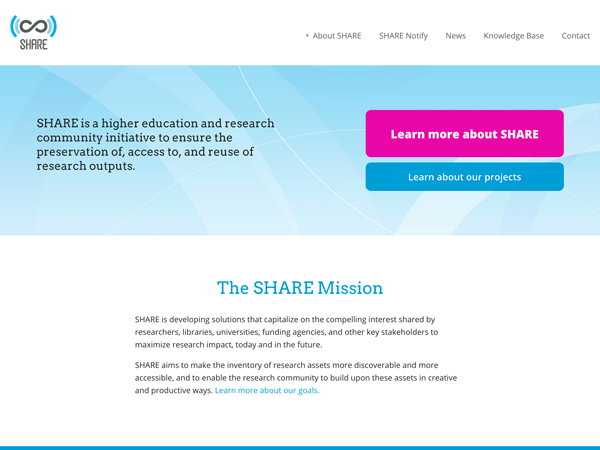 SHARE
About SHARE
SHARE Notify
News
Knowledge Base
Contact
SHARE is a higher education and research
community initiative to ensure the
preservation of, access to, and reuse of
research outputs.
Learn more about SHARE
Learn about our projects
The SHARE Mission
SHARE is developing solutions that capitalize on the compelling interest shared by
researchers, libraries, universities, funding agencies, and other key stakeholders to
maximize research impact, today and in the future.
SHARE aims to make the inventory of research assets more discoverable and more
accessible, and to enable the research community to build upon these assets in creative
and productive ways. Learn more about our goals.